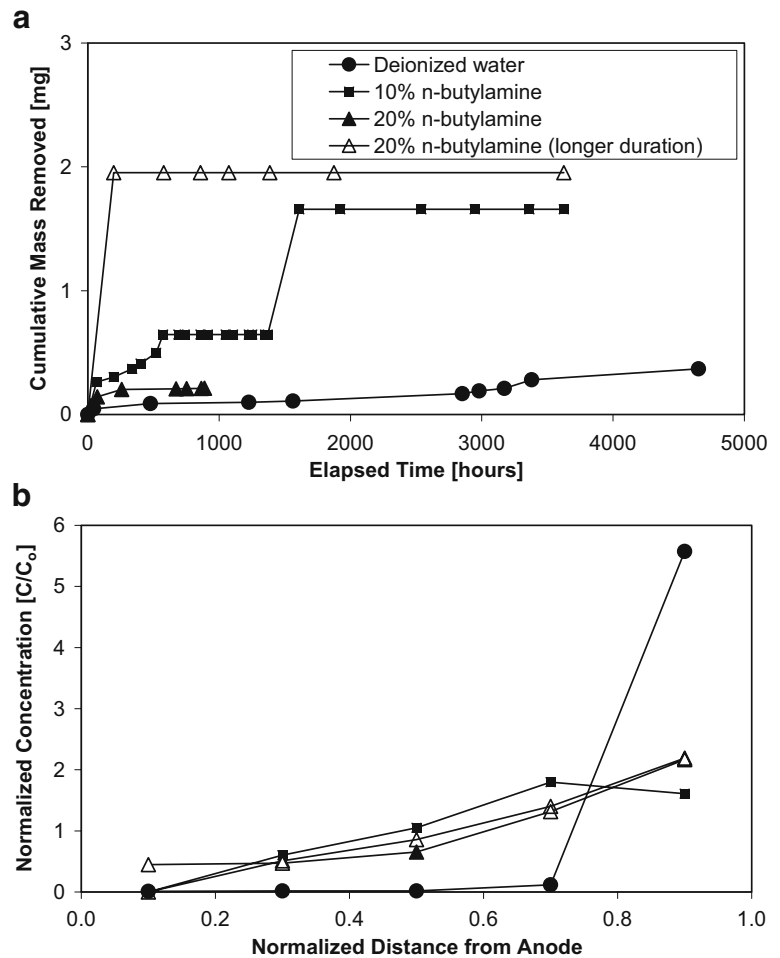 a
3
2
1
0
Cumulative Mass Removed [mg]
Deionized water
10% n-butylamine
20% n-butylamine
20% n-butylamine (longer duration)
0 1000 2000 3000 4000 5000
Elapsed Time [hours]
b
6
5
4
3
2
1
0
Normalized Concentration [C/Co]
0.0 0.2 0.4 0.6 0.8 1.0
Normalized Distance from Anode